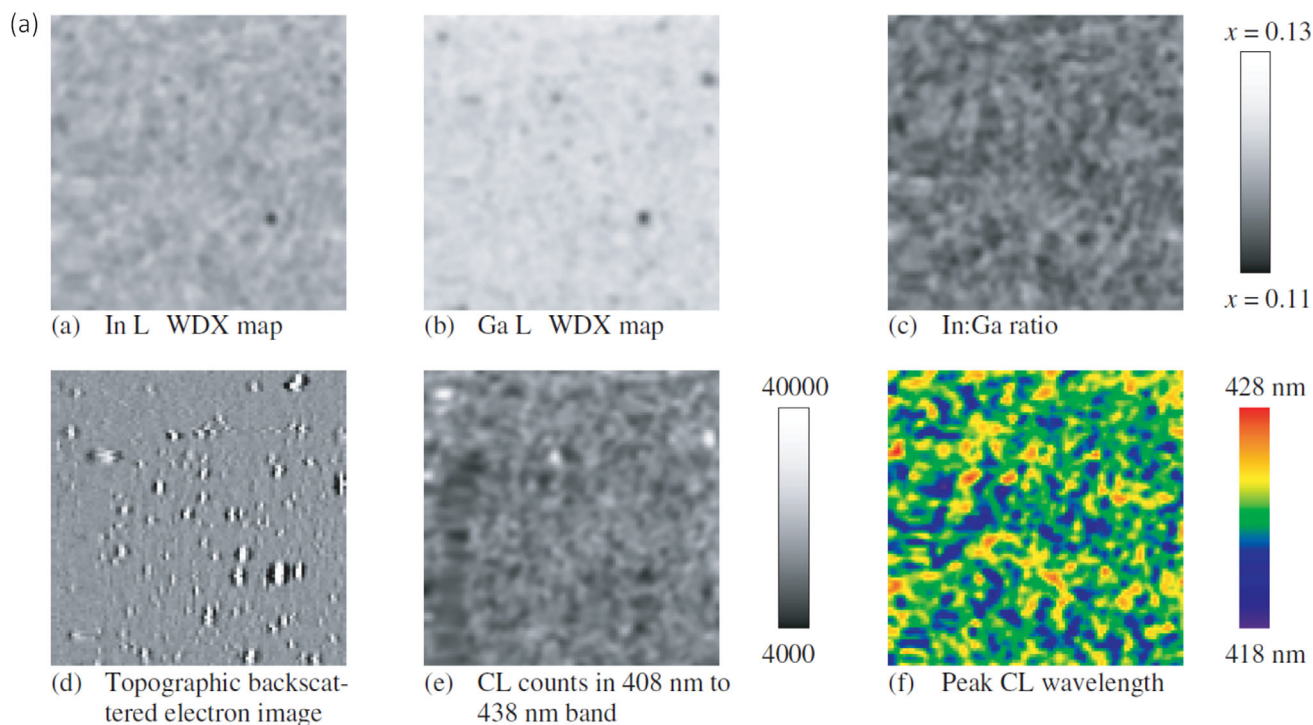 (a)
x = 0.13
x = 0.11
(a) In L WDX map
(b) Ga L WDX map
(c) In:Ga ratio
40000
4000
428 nm
418 nm
(d) Topographic backscat-
tered electron image
(e) CL counts in 408 nm to
438 nm band
(f) Peak CL wavelength